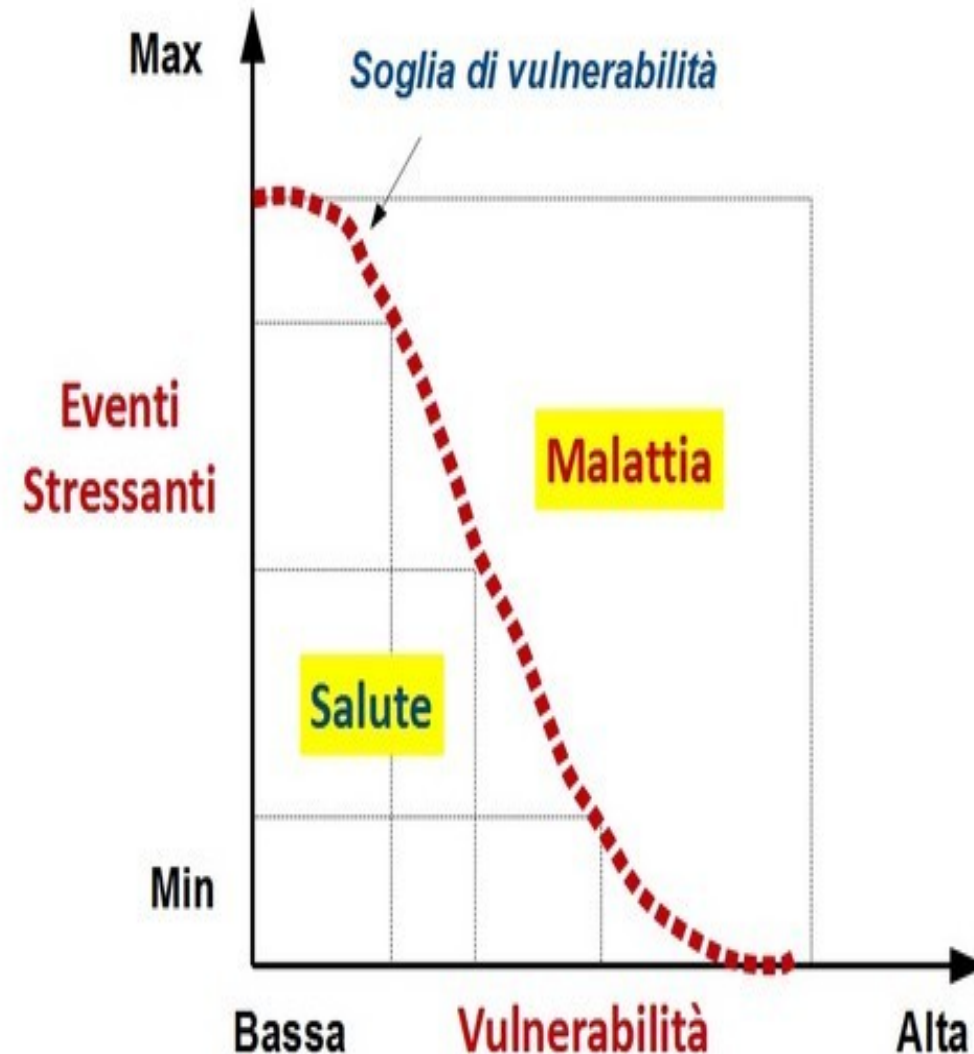 Max
Soglia di vulnerabilità
Eventi
Stressanti
Malattia
Salute
Min
Bassa
Vulnerabilità
Alta